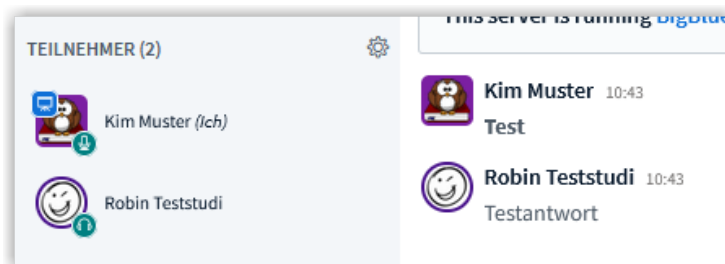 This server is running BigBlue
TEILNEHMER (2)
Kim Muster (Ich)
Robin Teststudi
Kim Muster 10:43
Test
Robin Teststudi 10:43
Testantwort